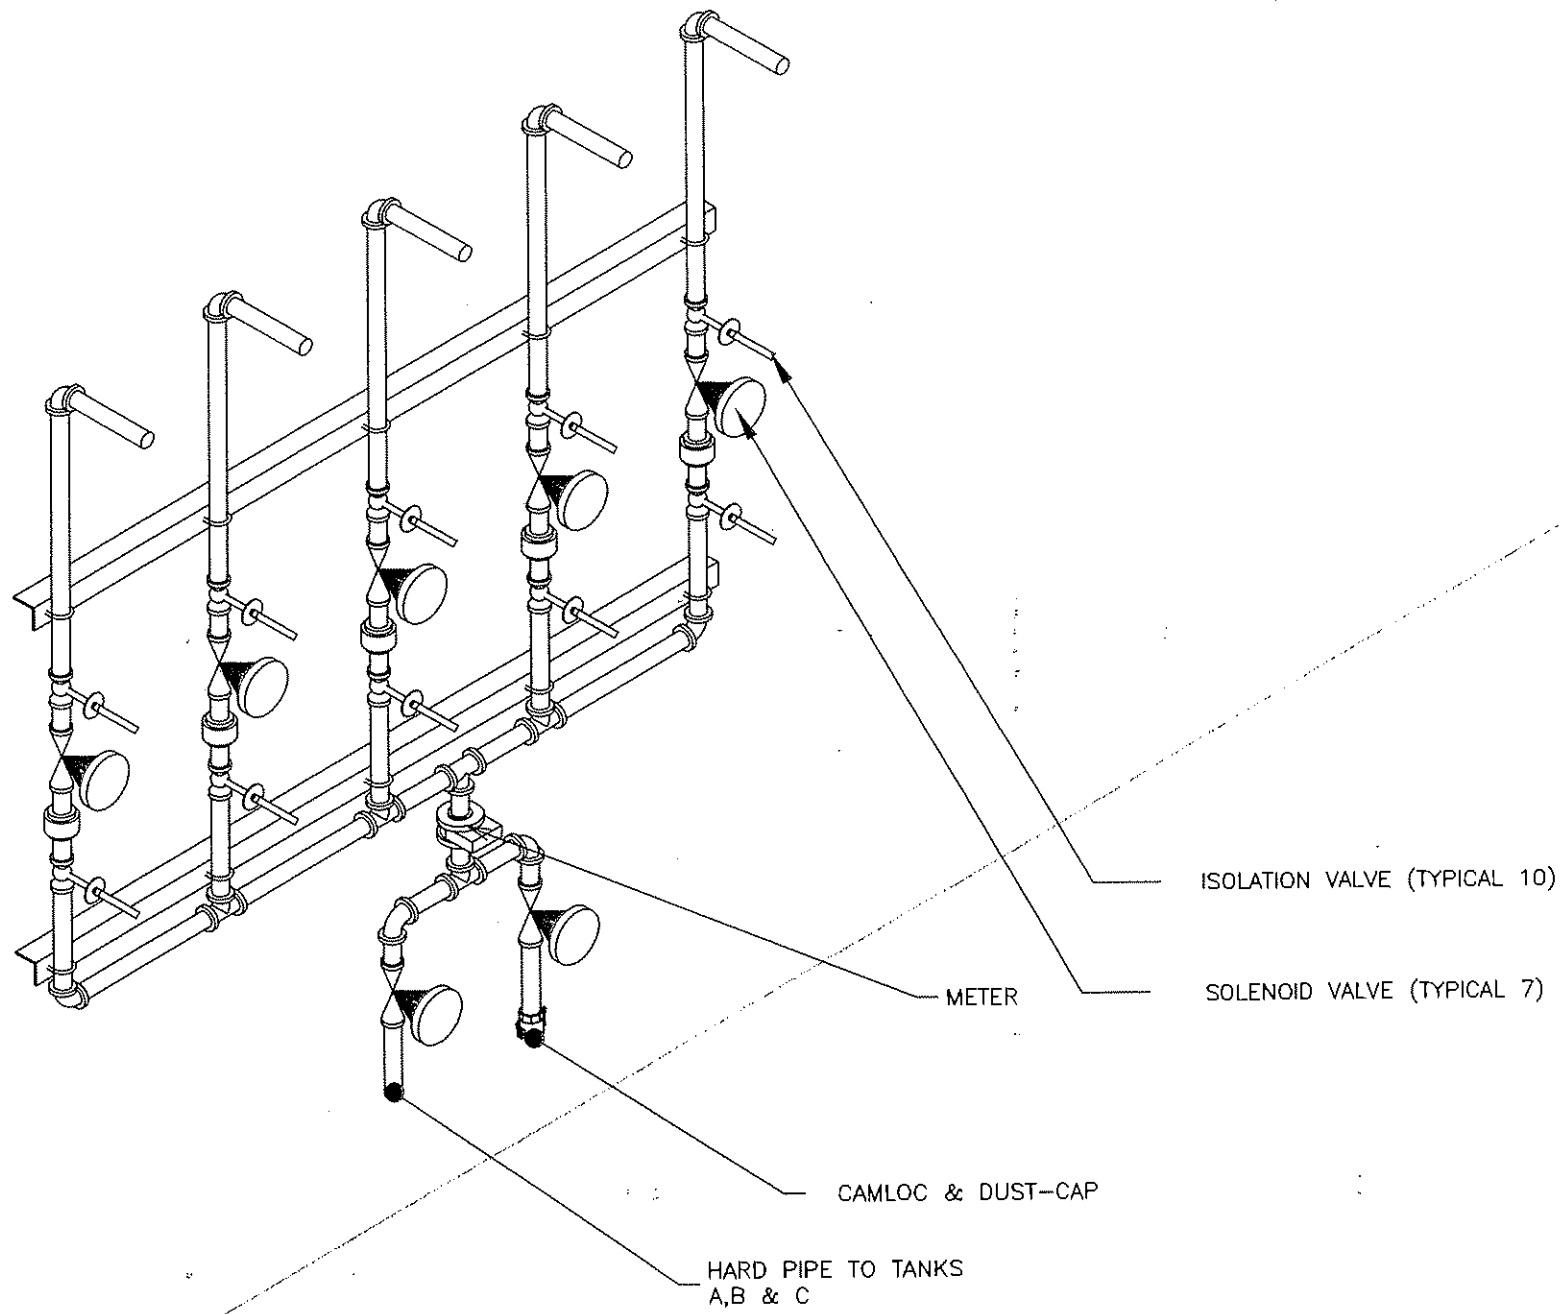 ISOLATION VALVE (TYPICAL 10)
METER
SOLENOID VALVE (TYPICAL 7)
CAMLOC & DUST-CAP
HARD PIPE TO TANKS
A,B & C